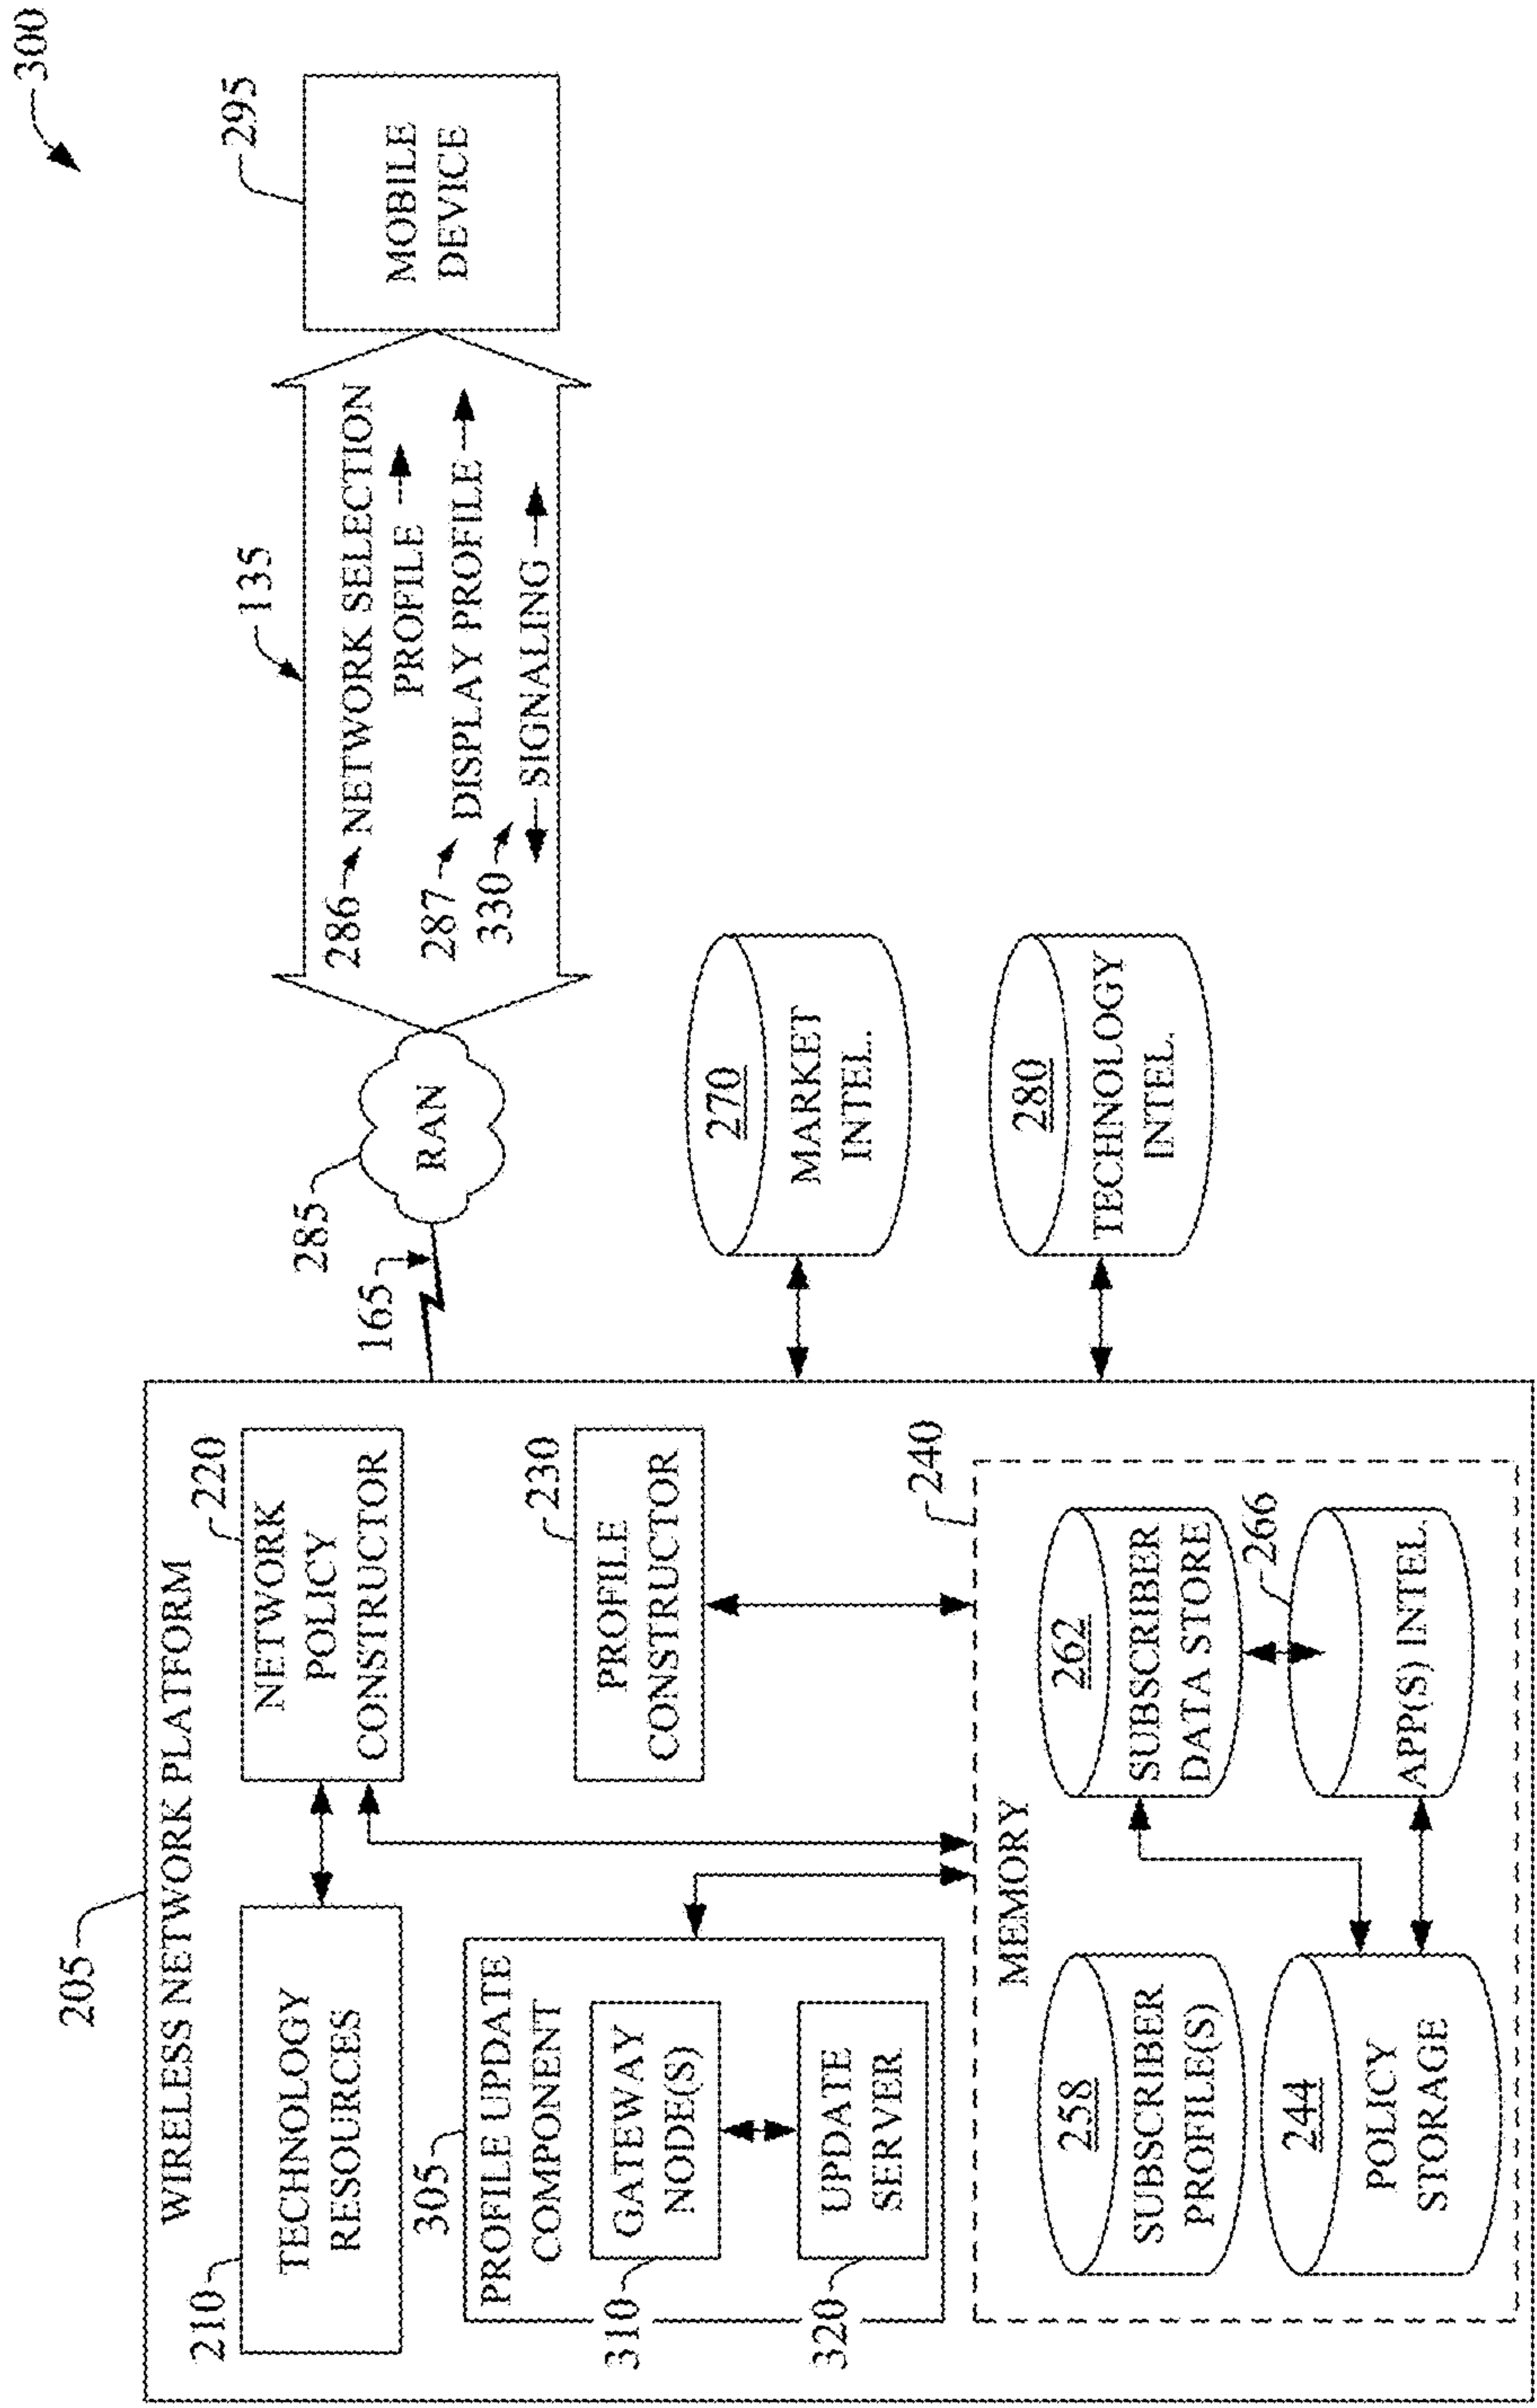 300
205
WIRELESS NETWORK PLATFORM
210
TECHNOLOGY
RESOURCES
220
NETWORK
POLICY
CONSTRUCTOR
305
PROFILE UPDATE
COMPONENT
310
GATEWAY
NODE(S)
320
UPDATE
SERVER
230
PROFILE
CONSTRUCTOR
240
MEMORY
258
SUBSCRIBER
PROFILE(S)
262
SUBSCRIBER
DATA STORE
244
POLICY
STORAGE
266
APP(S) INTEL.
165
285
RAN
135
286
NETWORK SELECTION
PROFILE
287
DISPLAY PROFILE
330
SIGNALING
295
MOBILE
DEVICE
270
MARKET
INTEL.
280
TECHNOLOGY
INTEL.